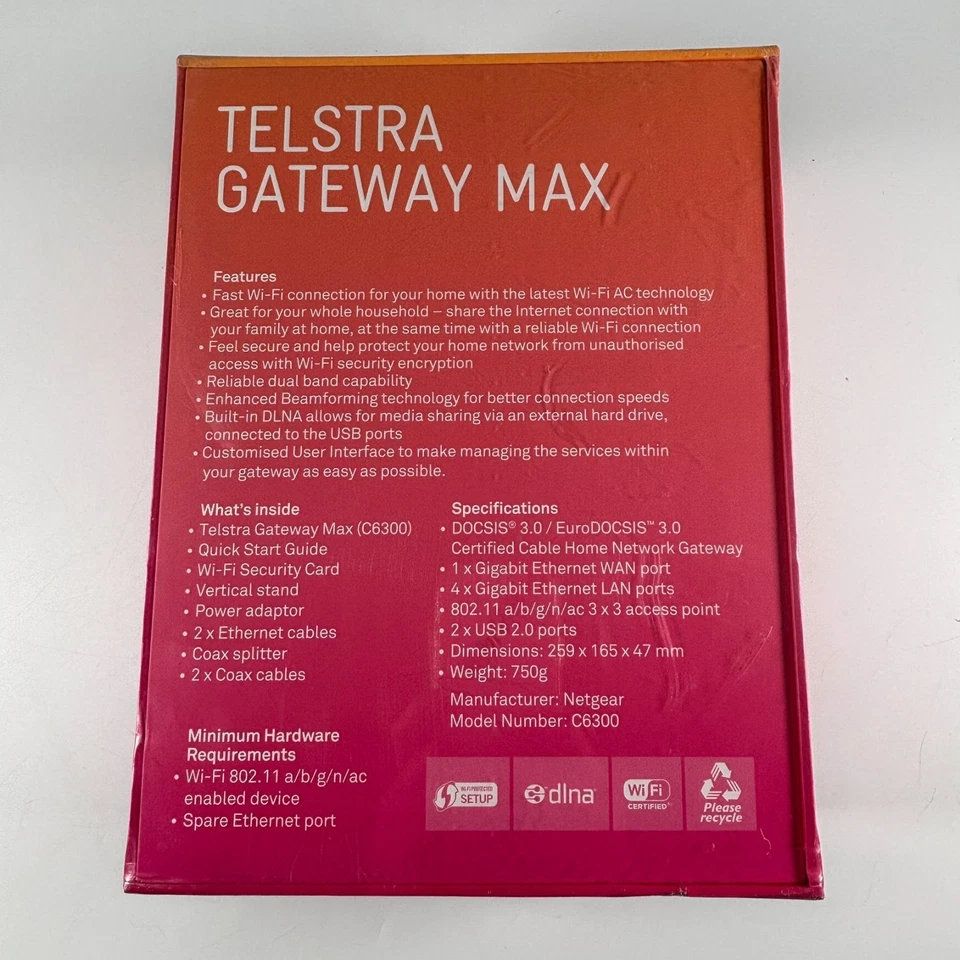 TELSTRA
GATEWAY MAX
Features
• Fast Wi-Fi connection for your home with the latest Wi-Fi AC technology
• Great for your whole household – share the Internet connection with
your family at home, at the same time with a reliable Wi-Fi connection
• Feel secure and help protect your home network from unauthorised
access with Wi-Fi security encryption
• Reliable dual band capability
• Enhanced Beamforming technology for better connection speeds
• Built-in DLNA allows for media sharing via an external hard drive,
connected to the USB ports
• Customised User Interface to make managing the services within
your gateway as easy as possible.
What's inside
• Telstra Gateway Max (C6300)
• Quick Start Guide
• Wi-Fi Security Card
• Vertical stand
• Power adaptor
• 2 x Ethernet cables
• Coax splitter
• 2 x Coax cables
Minimum Hardware
Requirements
• Wi-Fi 802.11 a/b/g/n/ac
enabled device
• Spare Ethernet port
Specifications
• DOCSIS® 3.0 / EuroDOCSIS™ 3.0
Certified Cable Home Network Gateway
• 1 x Gigabit Ethernet WAN port
• 4 x Gigabit Ethernet LAN ports
• 802.11 a/b/g/n/ac 3 x 3 access point
• 2 x USB 2.0 ports
• Dimensions: 259 x 165 x 47 mm
• Weight: 750g
Manufacturer: Netgear
Model Number: C6300
WI-FI PROTECTED
SETUP
dlna
Wi Fi
CERTIFIED
Please
recycle